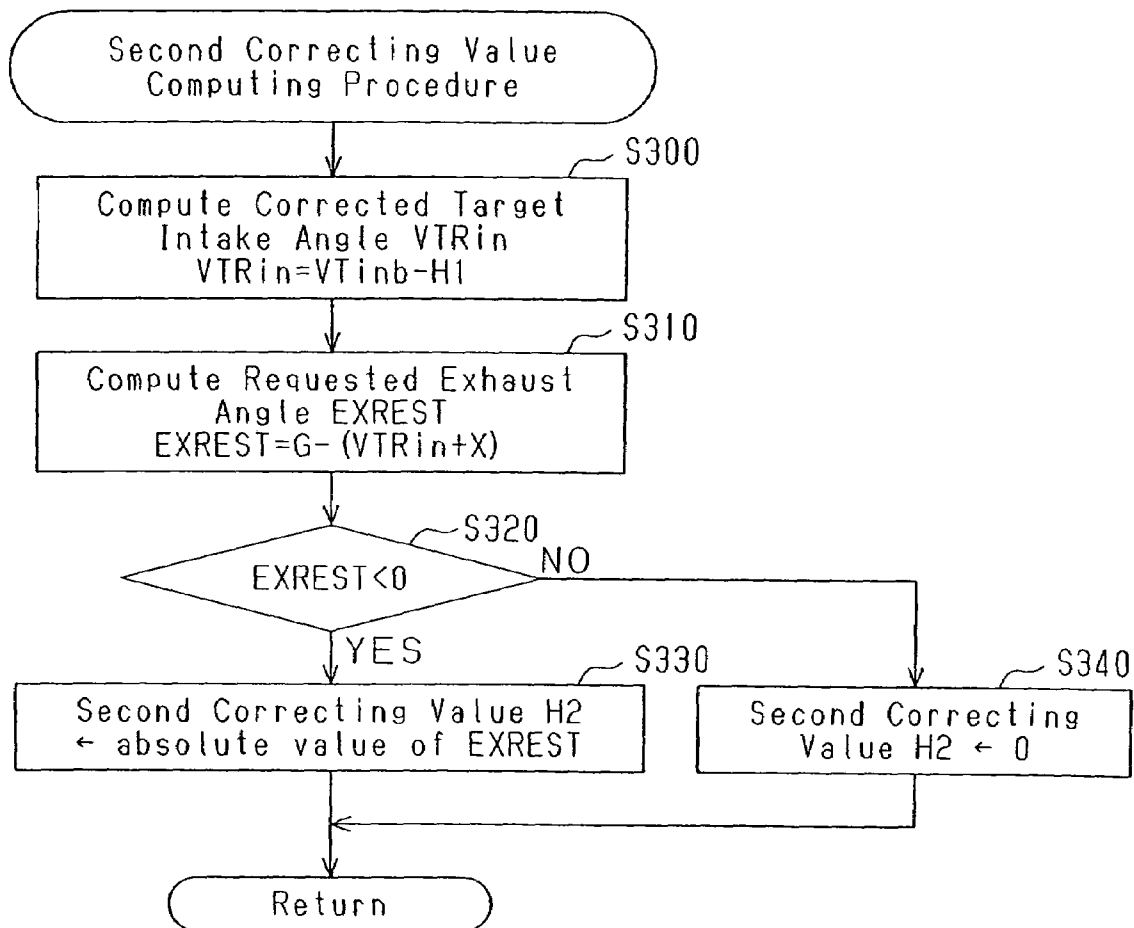 Second Correcting Value
Computing Procedure
S300
Compute Corrected Target
Intake Angle VTRin
VTRin=VTinb-H1
S310
Compute Requested Exhaust
Angle EXREST
EXREST=G-(VTRin+X)
S320
EXREST<0
NO
YES
S330
Second Correcting Value H2
← absolute value of EXREST
S340
Second Correcting
Value H2 ← 0
Return